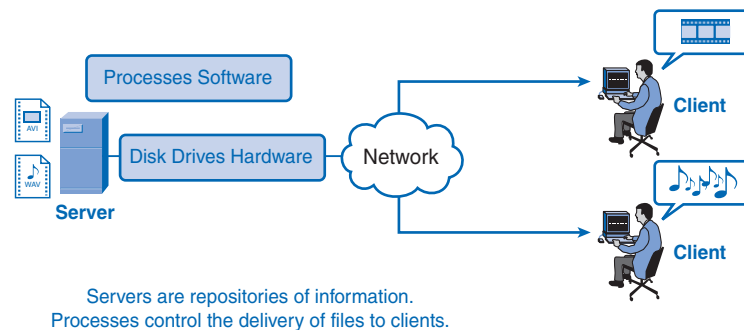 Processes Software
AVI
WAV
Disk Drives Hardware
Server
Network
Client
Client
Servers are repositories of information.
Processes control the delivery of files to clients.